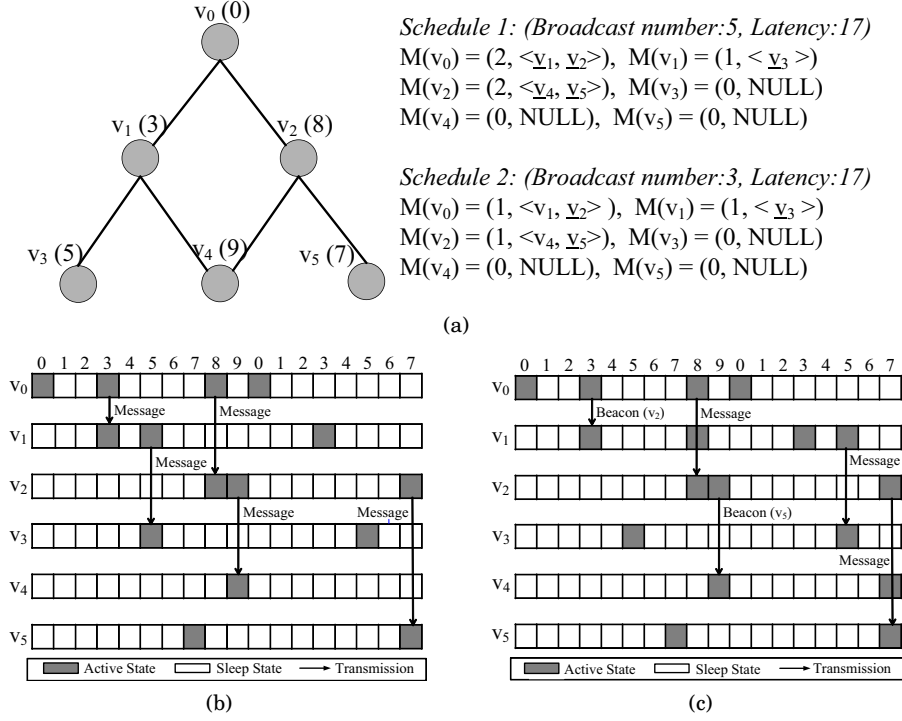 v0 (0)
v1 (3)
v2 (8)
v3 (5)
v4 (9)
v5 (7)
Schedule 1: (Broadcast number:5, Latency:17)
M(v0) = (2, <v1, v2>), M(v1) = (1, < v3 >)
M(v2) = (2, <v4, v5>), M(v3) = (0, NULL)
M(v4) = (0, NULL), M(v5) = (0, NULL)
Schedule 2: (Broadcast number:3, Latency:17)
M(v0) = (1, <v1, v2> ), M(v1) = (1, < v3 >)
M(v2) = (1, <v4, v5>), M(v3) = (0, NULL)
M(v4) = (0, NULL), M(v5) = (0, NULL)
(a)
0 1 2 3 4 5 6 7 8 9 0 1 2 3 4 5 6 7
v0
Message Message
v1
Message
v2
Message Message
v3
v4
v5
Active State Sleep State Transmission
(b)
0 1 2 3 4 5 6 7 8 9 0 1 2 3 4 5 6 7
v0
Beacon (v2) Message
v1
Message
v2
Beacon (v5)
v3
Message
v4
v5
Active State Sleep State Transmission
(c)